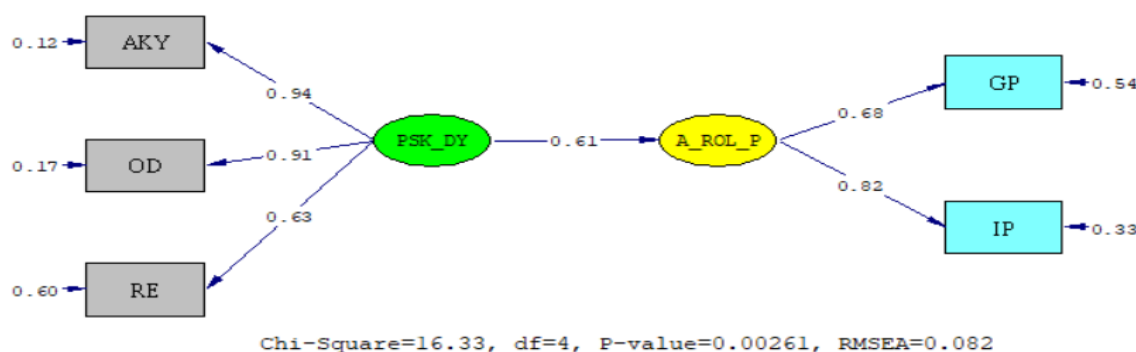 0.12 AKY
0.94
GP 0.54
0.68
PSK_DY 0.61 A_ROL_P
0.17 OD 0.91
0.82
0.63
IP 0.33
0.60 RE
Chi-Square=16.33, df=4, P-value=0.00261, RMSEA=0.082